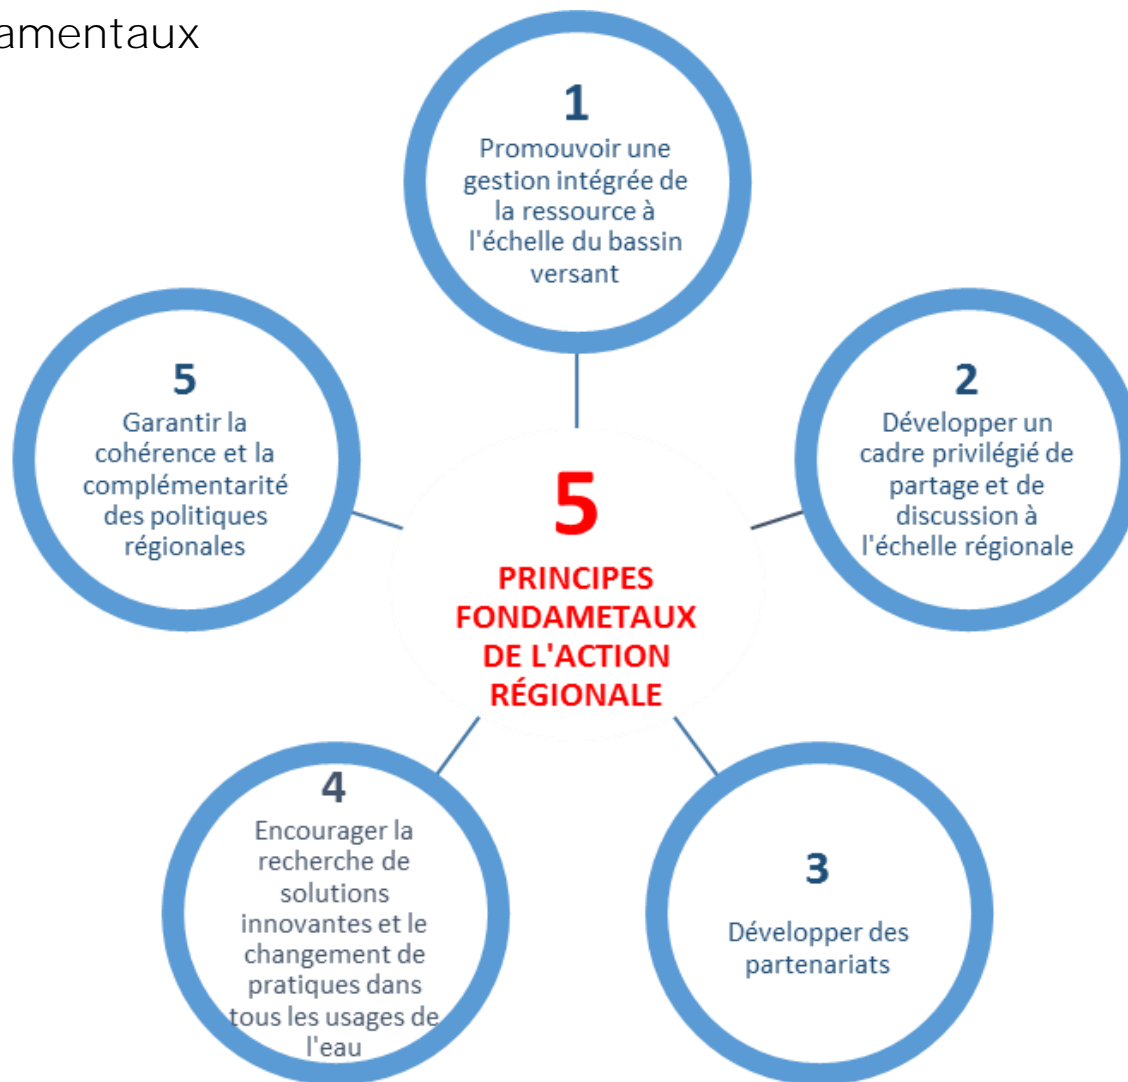 amentaux
1
Promouvoir une
gestion intégrée de
la ressource à
l'échelle du bassin
versant
2
Développer un
cadre privilégié de
partage et de
discussion à
l'échelle régionale
3
Développer des
partenariats
4
Encourager la
recherche de
solutions
innovantes et le
changement de
pratiques dans
tous les usages de
l'eau
5
Garantir la
cohérence et la
complémentarité
des politiques
régionales
5
PRINCIPES
FONDAMETAUX
DE L'ACTION
RÉGIONALE